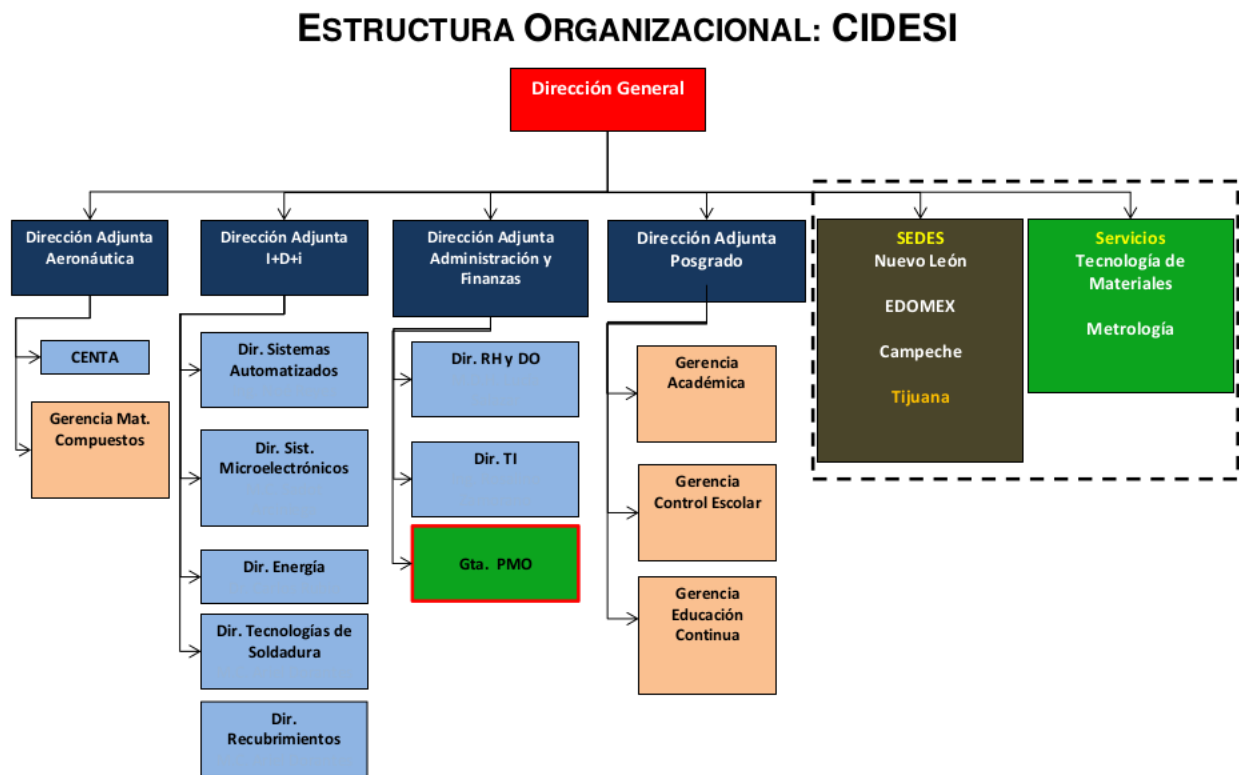 ESTRUCTURA ORGANIZACIONAL: CIDESI
Dirección General
Dirección Adjunta
Aeronáutica
Dirección Adjunta
I+D+i
Dirección Adjunta
Administración y
Finanzas
Dirección Adjunta
Posgrado
SEDES
Nuevo León
EDOMEX
Campeche
Tijuana
Servicios
Tecnología de
Materiales
Metrología
CENTA
Gerencia Mat.
Compuestos
Dir. Sistemas
Automatizados
Dir. Sist.
Microelectrónicos
Dir. Energía
Dir. Tecnologías de
Soldadura
Dir.
Recubrimientos
Dir. RH y DO
Dir. TI
Gta. PMO
Gerencia
Académica
Gerencia
Control Escolar
Gerencia
Educación
Continua